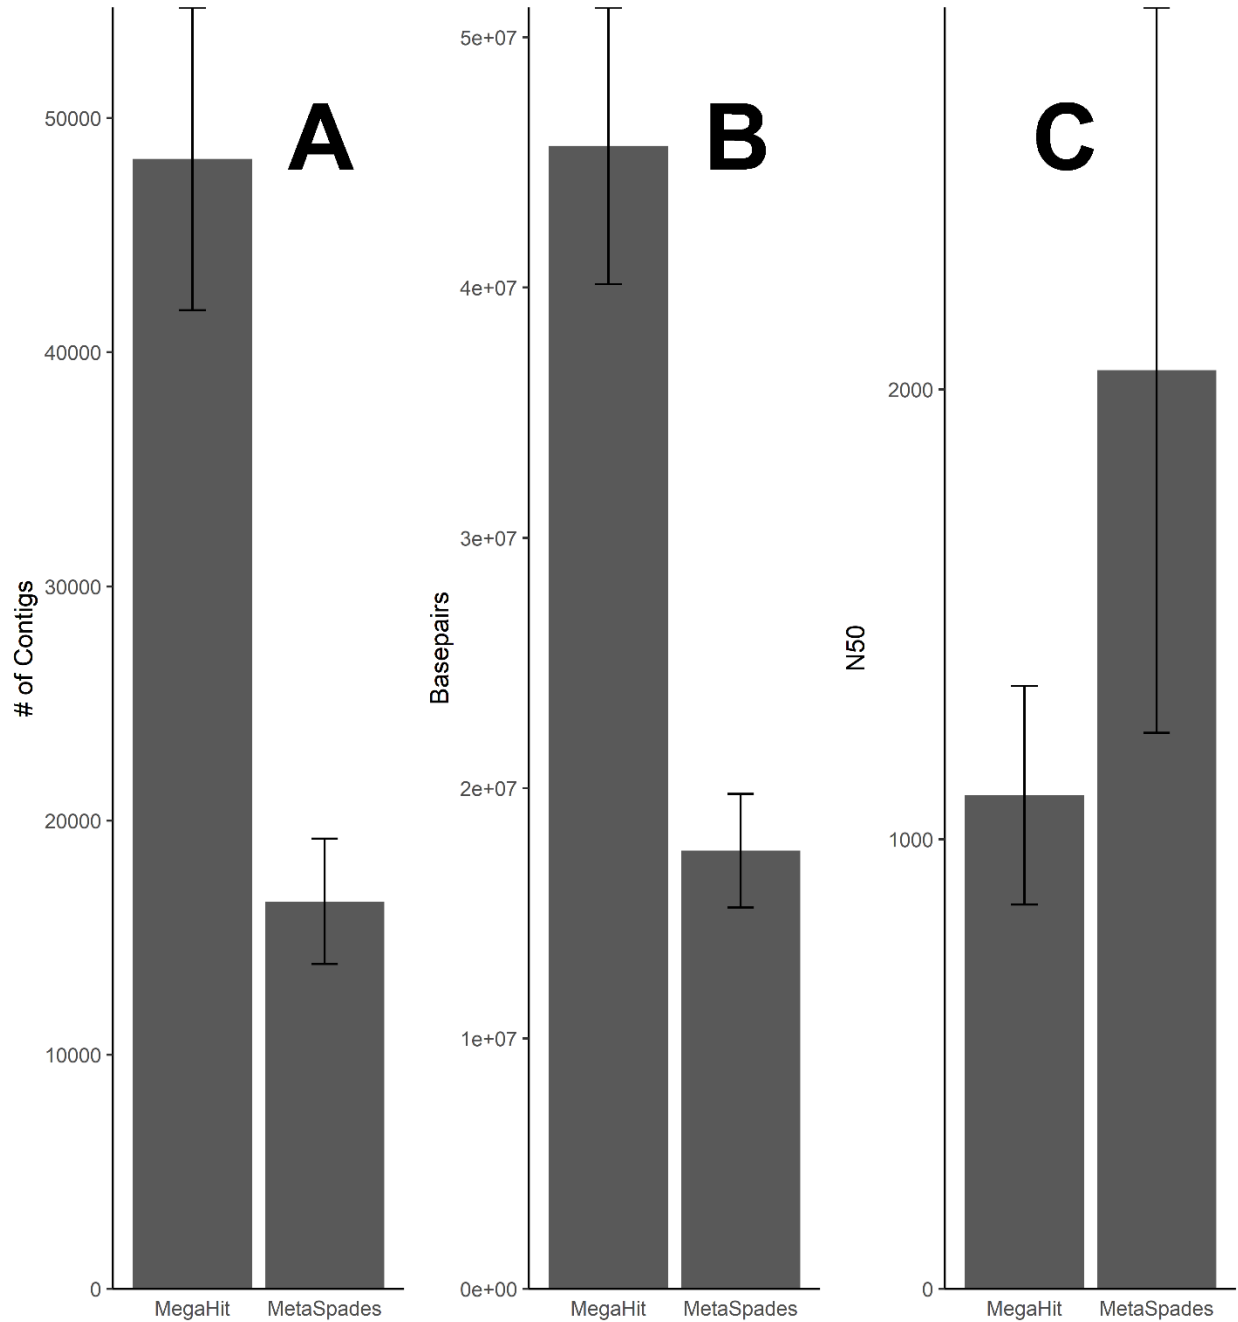 A
# of Contigs
50000
40000
30000
20000
10000
0
MegaHit MetaSpades
B
Basepairs
5e+07
4e+07
3e+07
2e+07
1e+07
0e+00
MegaHit MetaSpades
C
N50
2000
1000
0
MegaHit MetaSpades